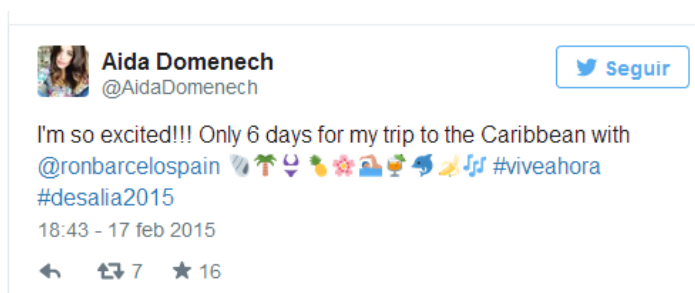 Aida Domenech
@AidaDomenech
Seguir
I'm so excited!!! Only 6 days for my trip to the Caribbean with
@ronbarcelospain 🐚🌴👙🍍🌸🏊🍹🐬🍌🎶 #viveahora
#desalia2015
18:43 - 17 feb 2015
7 16